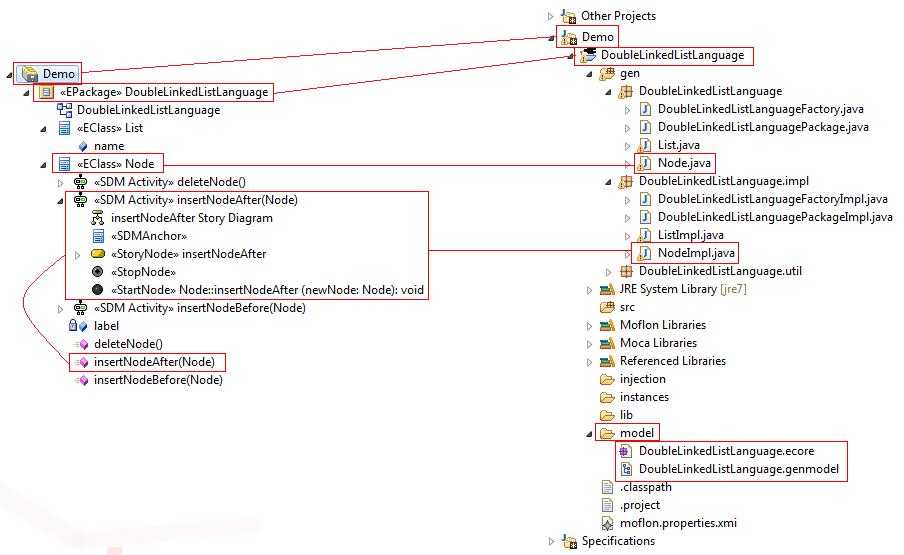 Demo
«EPackage» DoubleLinkedListLanguage
DoubleLinkedListLanguage
«EClass» List
name
«EClass» Node
«SDM Activity» deleteNode()
«SDM Activity» insertNodeAfter(Node)
insertNodeAfter Story Diagram
«SDMAnchor»
«StoryNode» insertNodeAfter
«StopNode»
«StartNode» Node::insertNodeAfter (newNode: Node): void
«SDM Activity» insertNodeBefore(Node)
label
deleteNode()
insertNodeAfter(Node)
insertNodeBefore(Node)
Other Projects
Demo
DoubleLinkedListLanguage
gen
DoubleLinkedListLanguage
DoubleLinkedListLanguageFactory.java
DoubleLinkedListLanguagePackage.java
List.java
Node.java
DoubleLinkedListLanguage.impl
DoubleLinkedListLanguageFactoryImpl.java
DoubleLinkedListLanguagePackageImpl.java
ListImpl.java
NodeImpl.java
DoubleLinkedListLanguage.util
JRE System Library [jre7]
src
Moflon Libraries
Moca Libraries
Referenced Libraries
injection
instances
lib
model
DoubleLinkedListLanguage.ecore
DoubleLinkedListLanguage.genmodel
.classpath
.project
moflon.properties.xmi
Specifications